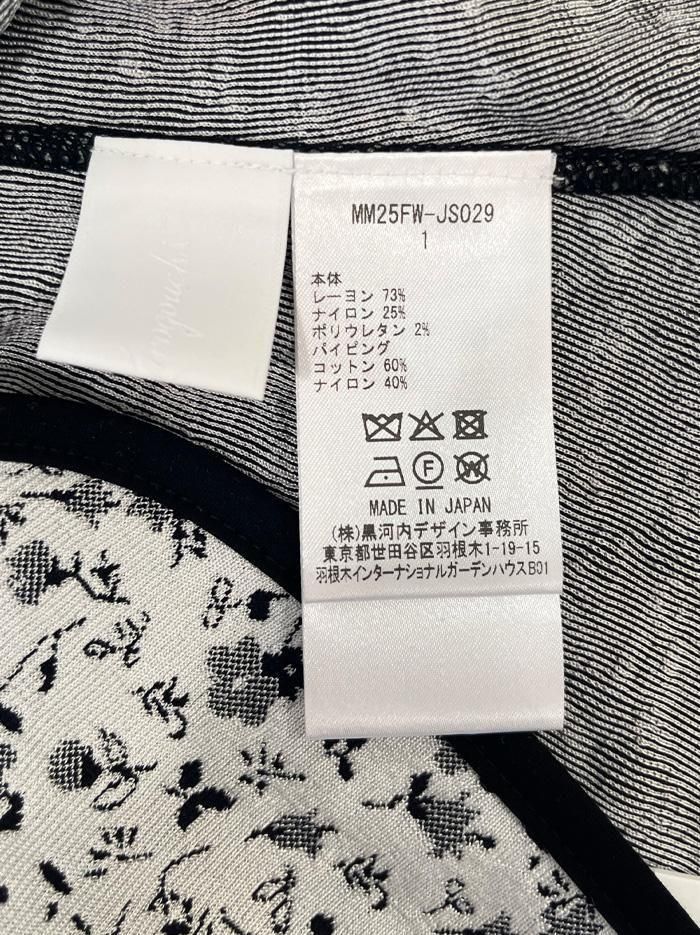 MM25FW-JS029
1
本体
レーヨン 73%
ナイロン 25%
ポリウレタン 2%
パイピング
コットン 60%
ナイロン 40%
F
W
MADE IN JAPAN
(株)黒河内デザイン事務所
東京都世田谷区羽根木1-19-15
羽根木インターナショナルガーデンハウスB01